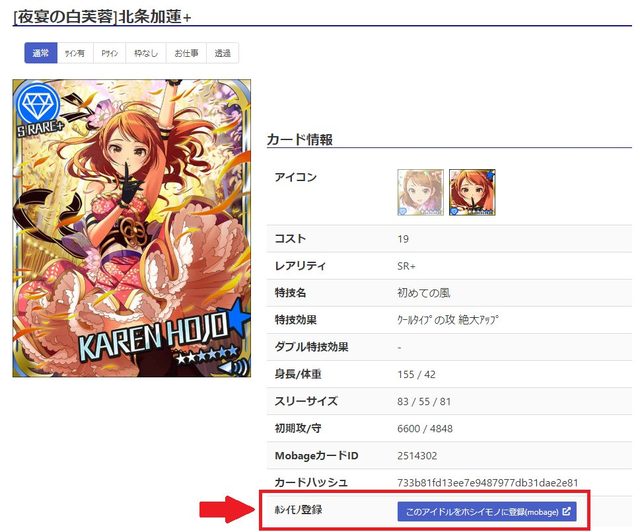 [夜宴の白芙蓉]北条加蓮+
通常 ｻｲﾝ有 Pサイン 枠なし お仕事 透過
S RARE+
KAREN HOJO
カード情報
アイコン
コスト 19
レアリティ SR+
特技名 初めての風
特技効果 ｸｰﾙﾀｲﾌﾟの攻 絶大ｱｯﾌﾟ
ダブル特技効果 -
身長/体重 155 / 42
スリーサイズ 83 / 55 / 81
初期攻/守 6600 / 4848
MobageカードID 2514302
カードハッシュ 733b81fd13ee7e9487977db31dae2e81
ﾎｼｲﾓﾉ登録 このアイドルをホシイモノに登録(mobage)